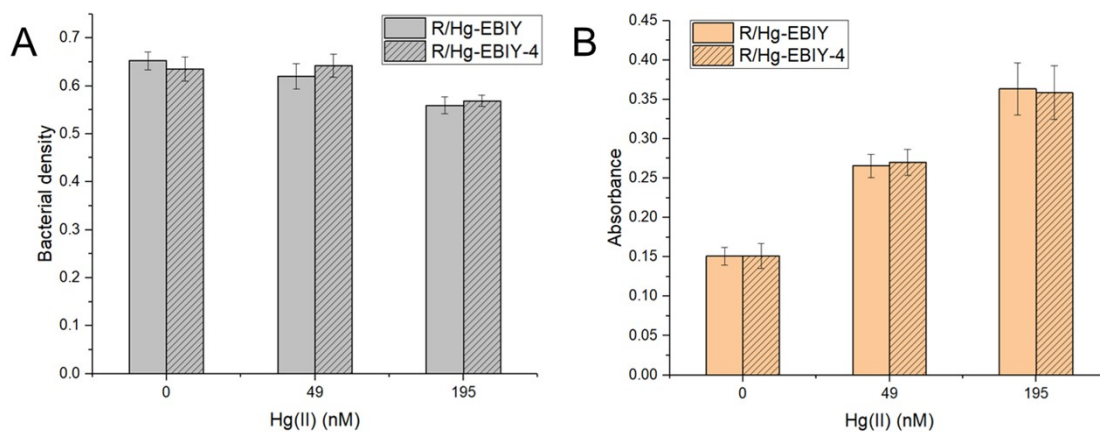 A
R/Hg-EBIY
R/Hg-EBIY-4
Bacterial density
0.7
0.6
0.5
0.4
0.3
0.2
0.1
0.0
0
49
195
Hg(II) (nM)
B
R/Hg-EBIY
R/Hg-EBIY-4
Absorbance
0.40
0.35
0.30
0.25
0.20
0.15
0.10
0.05
0.00
0
49
195
Hg(II) (nM)